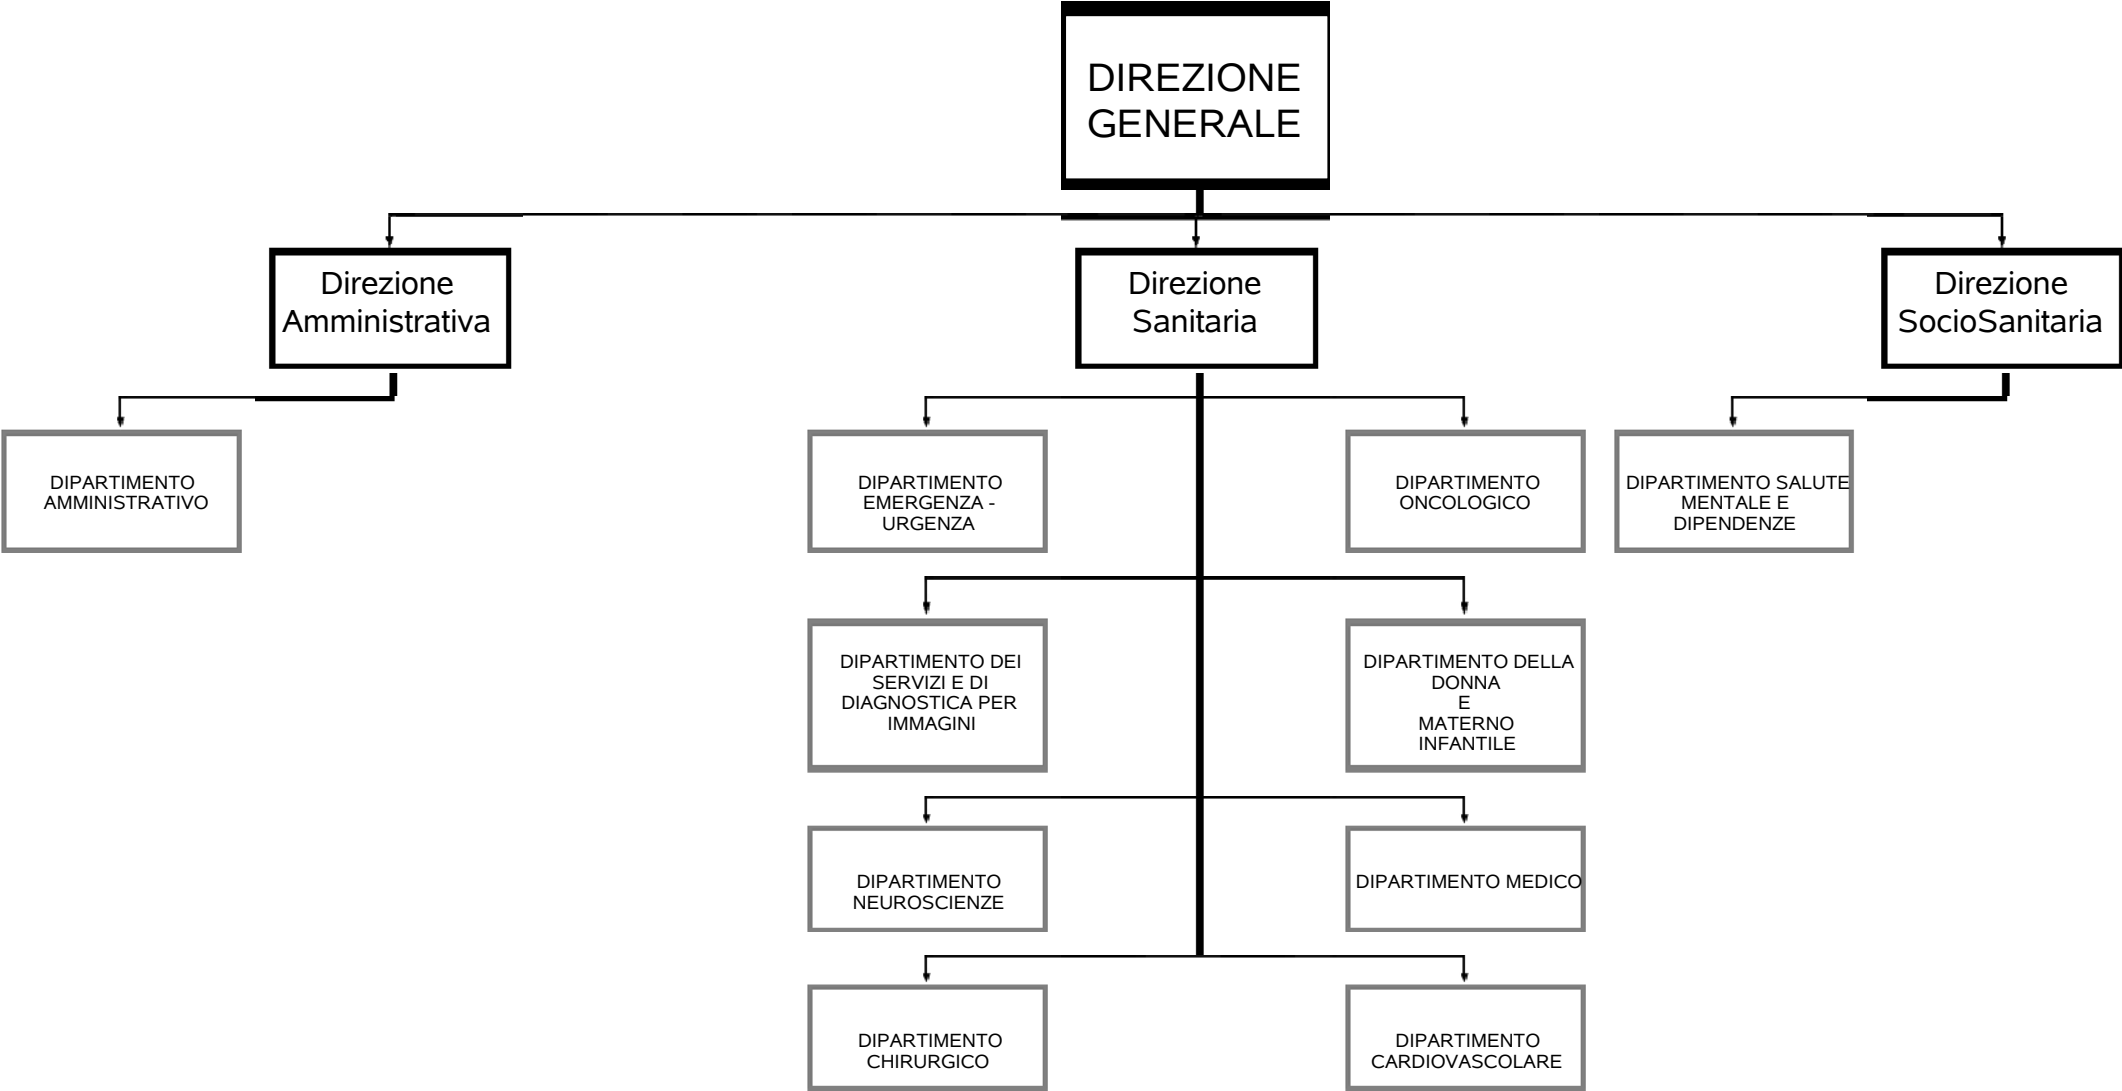 DIREZIONE
GENERALE
Direzione
Amministrativa
Direzione
Sanitaria
Direzione
SocioSanitaria
DIPARTIMENTO
AMMINISTRATIVO
DIPARTIMENTO
EMERGENZA -
URGENZA
DIPARTIMENTO
ONCOLOGICO
DIPARTIMENTO SALUTE
MENTALE E
DIPENDENZE
DIPARTIMENTO DEI
SERVIZI E DI
DIAGNOSTICA PER
IMMAGINI
DIPARTIMENTO DELLA
DONNA
E
MATERNO
INFANTILE
DIPARTIMENTO
NEUROSCIENZE
DIPARTIMENTO MEDICO
DIPARTIMENTO
CHIRURGICO
DIPARTIMENTO
CARDIOVASCOLARE